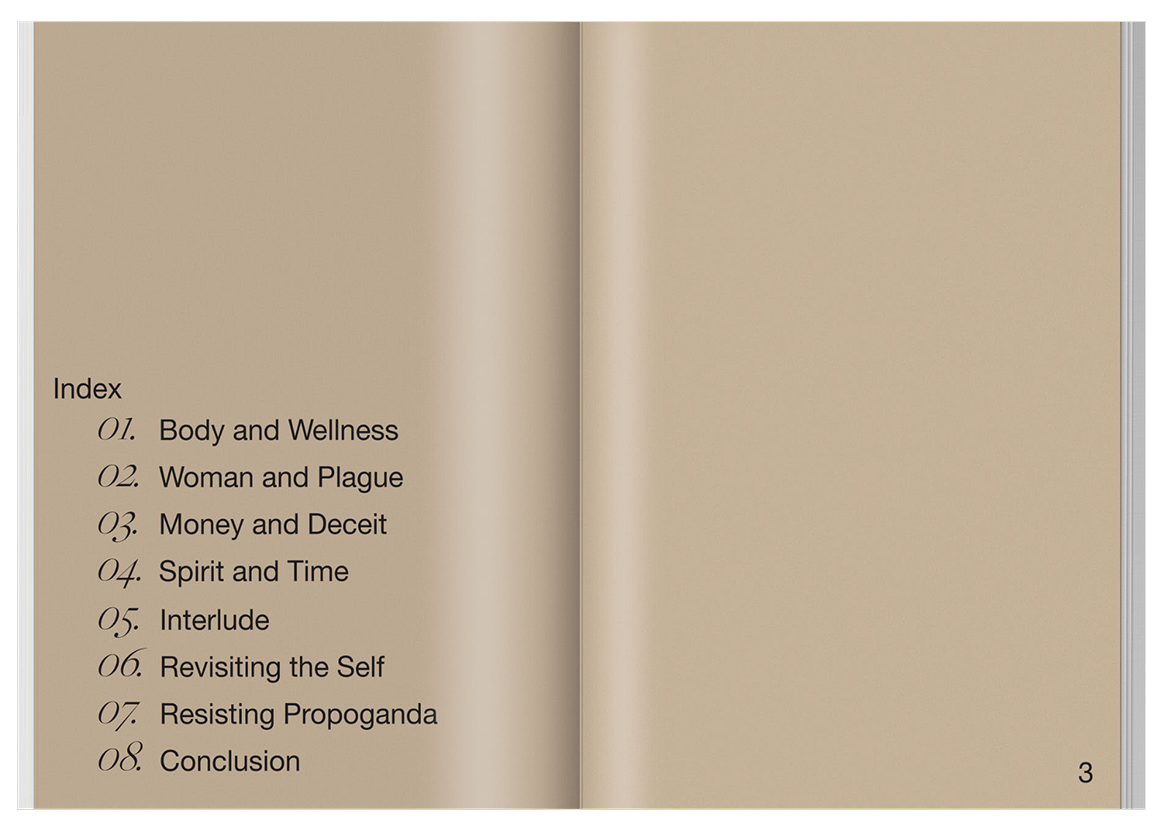 Index
01. Body and Wellness
02. Woman and Plague
03. Money and Deceit
04. Spirit and Time
05. Interlude
06. Revisiting the Self
07. Resisting Propoganda
08. Conclusion
3